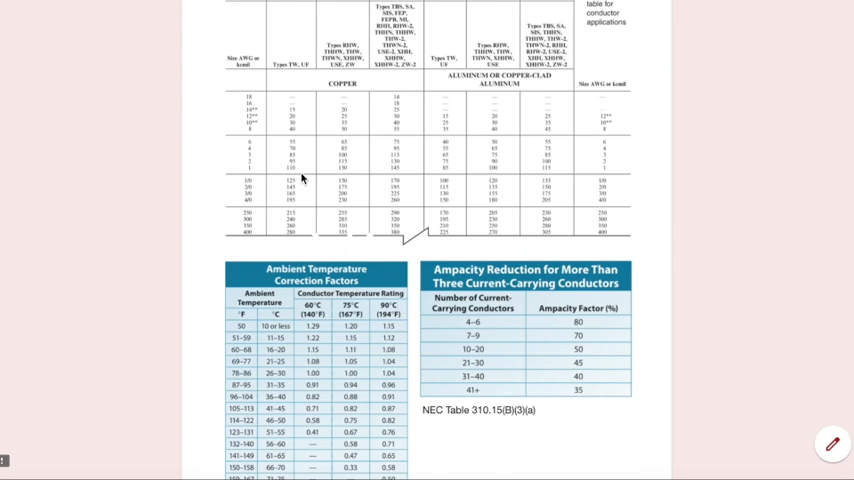 table for
conductor
applications
Types TBS, SA,
SIS, FEP,
FEPB, MI,
RHH, RHW-2,
THHN, THHW,
THW-2,
THWN-2,
USE-2, XHH,
XHHW,
XHHW-2, ZW-2
Types RHW,
THHW, THW,
THWN, XHHW,
USE, ZW
Types TW, UF
Size AWG or
kcmil
Types TW,
UF
Types RHW,
THHW, THW,
THWN, XHHW,
USE
Types TBS, SA,
SIS, THHN,
THHW, THW-2,
THWN-2, RHH,
RHW-2, USE-2,
XHH, XHHW,
XHHW-2, ZW-2
Size AWG or kcmil
COPPER
ALUMINUM OR COPPER-CLAD
ALUMINUM
18 — — 14 — — —
16 — — 18 — — —
14** 15 20 25 — — —
12** 20 25 30 15 20 25 12**
10** 30 35 40 25 30 35 10**
8 40 50 55 35 40 45 8
6 55 65 75 40 50 55 6
4 70 85 95 55 65 75 4
3 85 100 115 65 75 85 3
2 95 115 130 75 90 100 2
1 110 130 145 85 100 115 1
1/0 125 150 170 100 120 135 1/0
2/0 145 175 195 115 135 150 2/0
3/0 165 200 225 130 155 175 3/0
4/0 195 230 260 150 180 205 4/0
250 215 255 290 170 205 230 250
300 240 285 320 195 230 260 300
350 260 310 350 210 250 280 350
400 280 335 380 225 270 305 400
Ambient Temperature
Correction Factors
Ambient
Temperature
Conductor Temperature Rating
60°C
(140°F)
75°C
(167°F)
90°C
(194°F)
°F °C
50 10 or less 1.29 1.20 1.15
51–59 11–15 1.22 1.15 1.12
60–68 16–20 1.15 1.11 1.08
69–77 21–25 1.08 1.05 1.04
78–86 26–30 1.00 1.00 1.04
87–95 31–35 0.91 0.94 0.96
96–104 36–40 0.82 0.88 0.91
105–113 41–45 0.71 0.82 0.87
114–122 46–50 0.58 0.75 0.82
123–131 51–55 0.41 0.67 0.76
132–140 56–60 — 0.58 0.71
141–149 61–65 — 0.47 0.65
150–158 66–70 — 0.33 0.58
Ampacity Reduction for More Than
Three Current-Carrying Conductors
Number of Current-
Carrying Conductors
Ampacity Factor (%)
4–6 80
7–9 70
10–20 50
21–30 45
31–40 40
41+ 35
NEC Table 310.15(B)(3)(a)